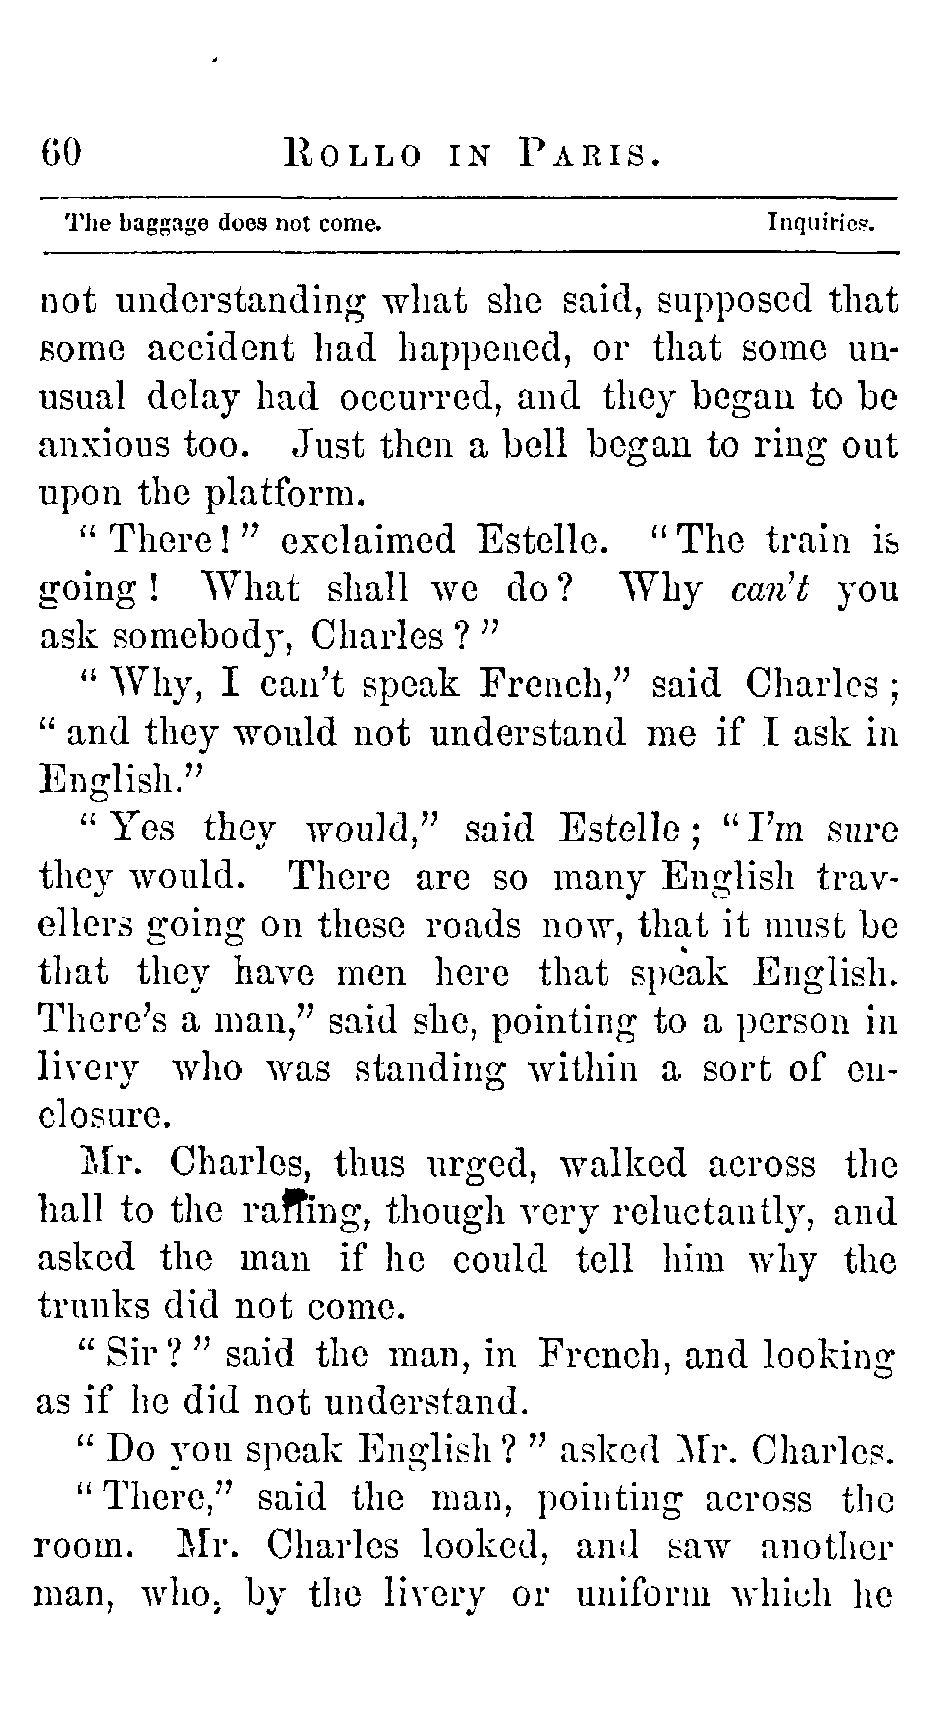 60 ROLLO IN PARIS.
The baggage does not come. Inquiries.
not understanding what she said, supposed that
some accident had happened, or that some un-
usual delay had occurred, and they began to be
anxious too. Just then a bell began to ring out
upon the platform.
“ There! ” exclaimed Estelle. “ The train is
going! What shall we do? Why can’t you
ask somebody, Charles? ”
“ Why, I can’t speak French,” said Charles;
“ and they would not understand me if I ask in
English.”
“ Yes they would,” said Estelle; “ I’m sure
they would. There are so many English trav-
ellers going on these roads now, that it must be
that they have men here that speak English.
There’s a man,” said she, pointing to a person in
livery who was standing within a sort of en-
closure.
Mr. Charles, thus urged, walked across the
hall to the railing, though very reluctantly, and
asked the man if he could tell him why the
trunks did not come.
“ Sir? ” said the man, in French, and looking
as if he did not understand.
“ Do you speak English? ” asked Mr. Charles.
“ There,” said the man, pointing across the
room. Mr. Charles looked, and saw another
man, who, by the livery or uniform which he